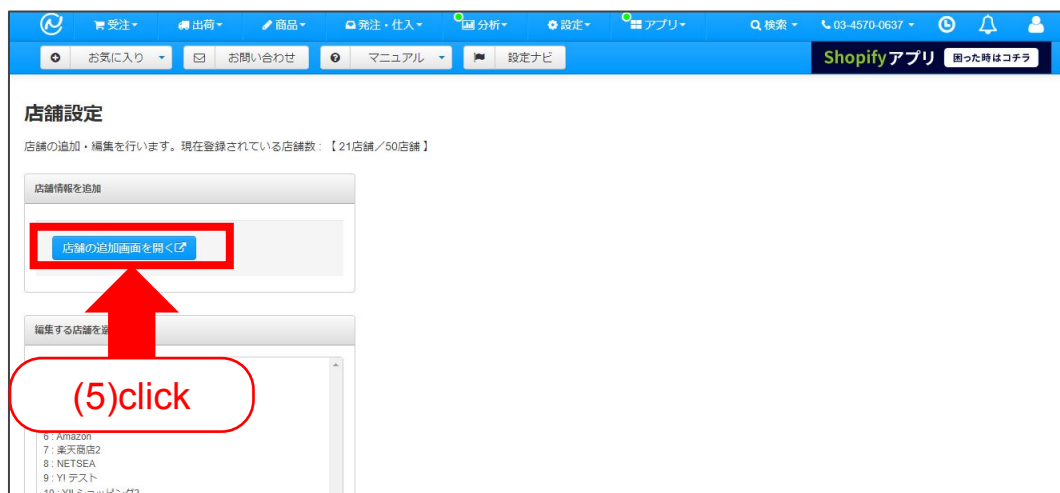 受注 出荷 商品 発注・仕入 分析 設定 アプリ 検索 03-4570-0637
お気に入り お問い合わせ マニュアル 設定ナビ Shopifyアプリ 困った時はコチラ
店舗設定
店舗の追加・編集を行います。現在登録されている店舗数 : 【 21店舗／50店舗 】
店舗情報を追加
店舗の追加画面を開く
編集する店舗を
(5)click
6 : Amazon
7 : 楽天商店2
8 : NETSEA
9 : Y! テスト